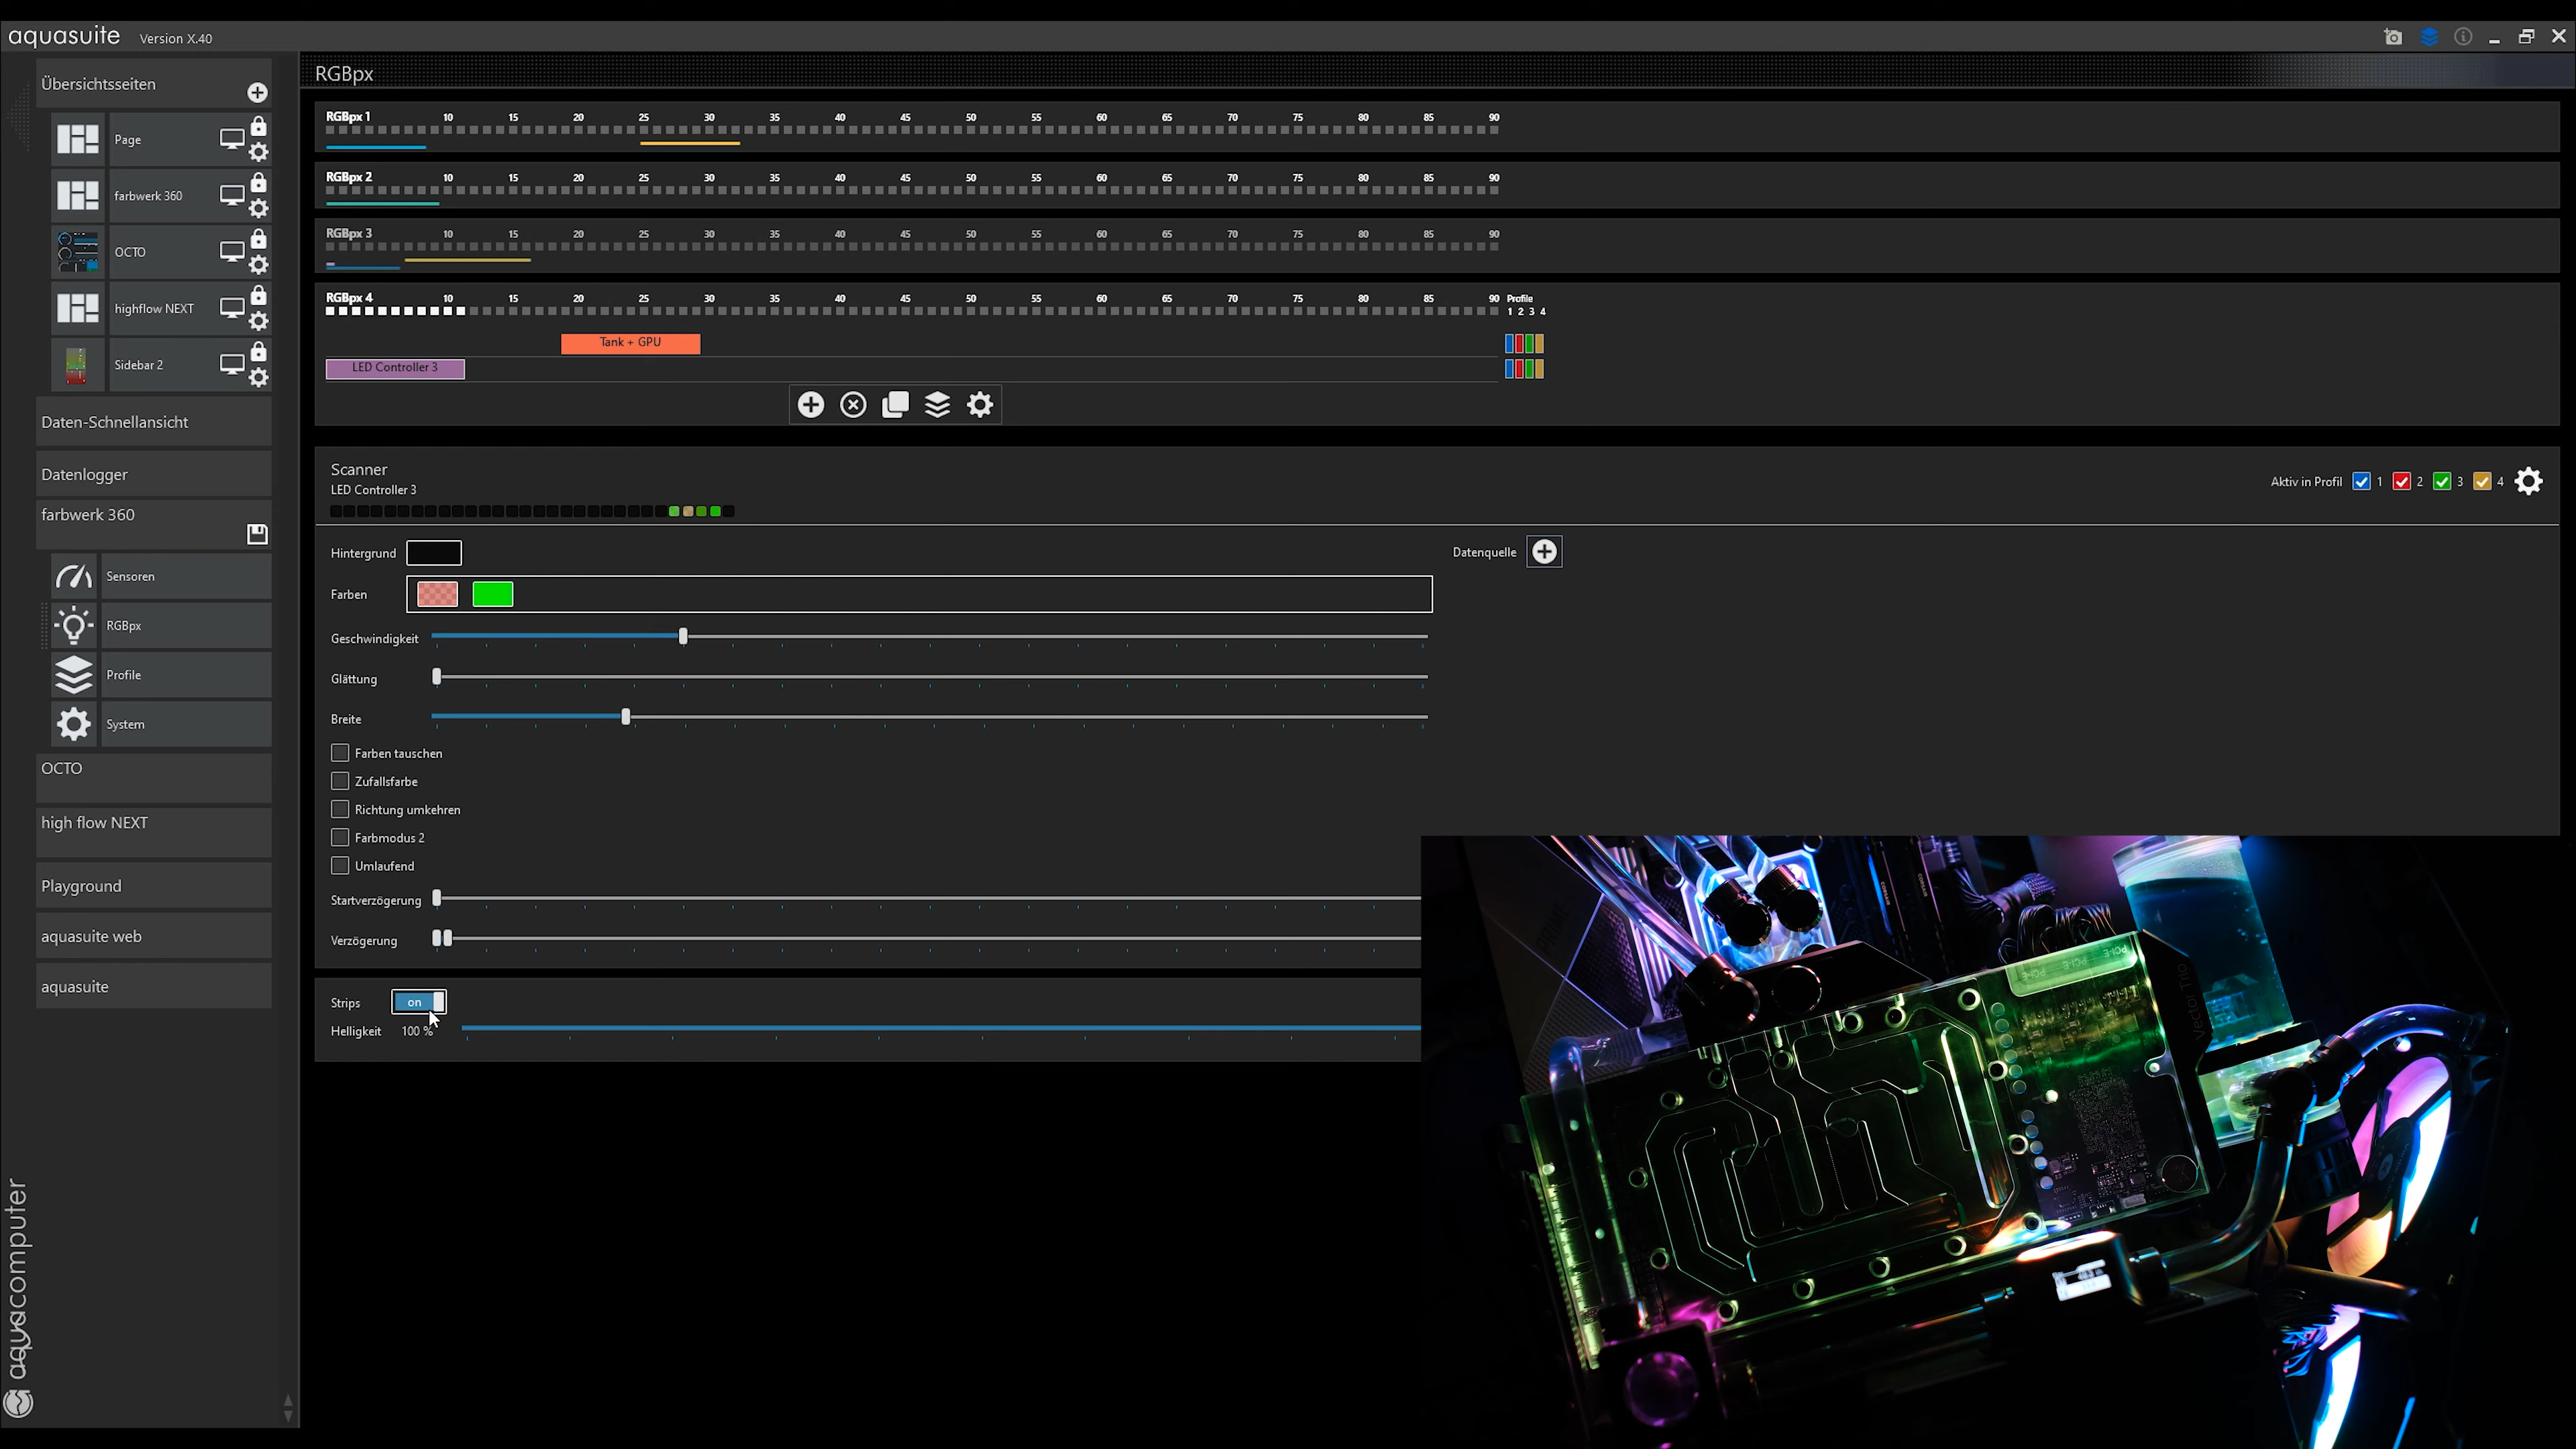 aquasuite Version X.40
Übersichtsseiten
Page
farbwerk 360
OCTO
highflow NEXT
Sidebar 2
Daten-Schnellansicht
Datenlogger
farbwerk 360
Sensoren
RGBpx
Profile
System
OCTO
high flow NEXT
Playground
aquasuite web
aquasuite
aquacomputer
RGBpx
RGBpx 1 10 15 20 25 30 35 40 45 50 55 60 65 70 75 80 85 90
RGBpx 2 10 15 20 25 30 35 40 45 50 55 60 65 70 75 80 85 90
RGBpx 3 10 15 20 25 30 35 40 45 50 55 60 65 70 75 80 85 90
RGBpx 4 10 15 20 25 30 35 40 45 50 55 60 65 70 75 80 85 90 Profile
1 2 3 4
Tank + GPU
LED Controller 3
Scanner
LED Controller 3
Aktiv in Profil 1 2 3 4
Hintergrund
Datenquelle
Farben
Geschwindigkeit
Glättung
Breite
Farben tauschen
Zufallsfarbe
Richtung umkehren
Farbmodus 2
Umlaufend
Startverzögerung
Verzögerung
Strips on
Helligkeit 100 %
PCI-E PCI-E PCI-E
Vector Trio